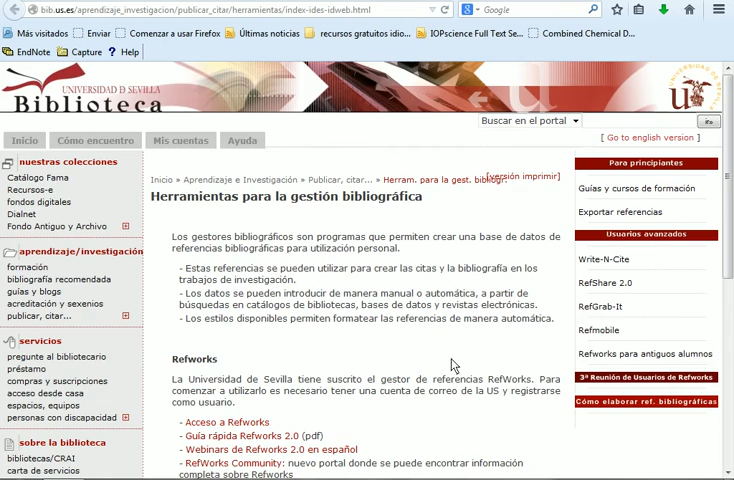 bib.us.es/aprendizaje_investigacion/publicar_citar/herramientas/index-ides-idweb.html
Google
Más visitados
Enviar
Comenzar a usar Firefox
Últimas noticias
recursos gratuitos idio...
IOPscience Full Text Se...
Combined Chemical D...
EndNote
Capture
Help
UNIVERSIDAD D SEVILLA
Biblioteca
Buscar en el portal
Inicio
Cómo encuentro
Mis cuentas
Ayuda
[ Go to english version ]
nuestras colecciones
Catálogo Fama
Recursos-e
fondos digitales
Dialnet
Fondo Antiguo y Archivo
aprendizaje/investigación
formación
bibliografía recomendada
guías y blogs
acreditación y sexenios
publicar, citar...
servicios
pregunte al bibliotecario
préstamo
compras y suscripciones
acceso desde casa
espacios, equipos
personas con discapacidad
sobre la biblioteca
bibliotecas/CRAI
carta de servicios
Inicio » Aprendizaje e Investigación » Publicar, citar... » Herram. para la gest. bibliogr.
[versión imprimir]
Herramientas para la gestión bibliográfica
Los gestores bibliográficos son programas que permiten crear una base de datos de
referencias bibliográficas para utilización personal.
- Estas referencias se pueden utilizar para crear las citas y la bibliografía en los
trabajos de investigación.
- Los datos se pueden introducir de manera manual o automática, a partir de
búsquedas en catálogos de bibliotecas, bases de datos y revistas electrónicas.
- Los estilos disponibles permiten formatear las referencias de manera automática.
Refworks
La Universidad de Sevilla tiene suscrito el gestor de referencias RefWorks. Para
comenzar a utilizarlo es necesario tener una cuenta de correo de la US y registrarse
como usuario.
- Acceso a Refworks
- Guía rápida Refworks 2.0 (pdf)
- Webinars de Refworks 2.0 en español
- RefWorks Community: nuevo portal donde se puede encontrar información
completa sobre Refworks
Para principiantes
Guías y cursos de formación
Exportar referencias
Usuarios avanzados
Write-N-Cite
RefShare 2.0
RefGrab-It
Refmobile
Refworks para antiguos alumnos
3ª Reunión de Usuarios de Refworks
Cómo elaborar ref. bibliográficas